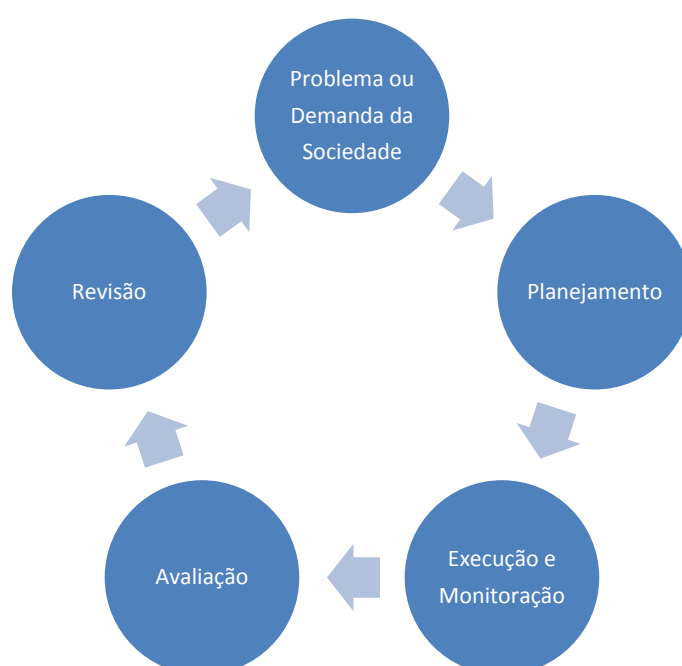 Problema ou
Demanda da
Sociedade
Planejamento
Execução e
Monitoração
Avaliação
Revisão